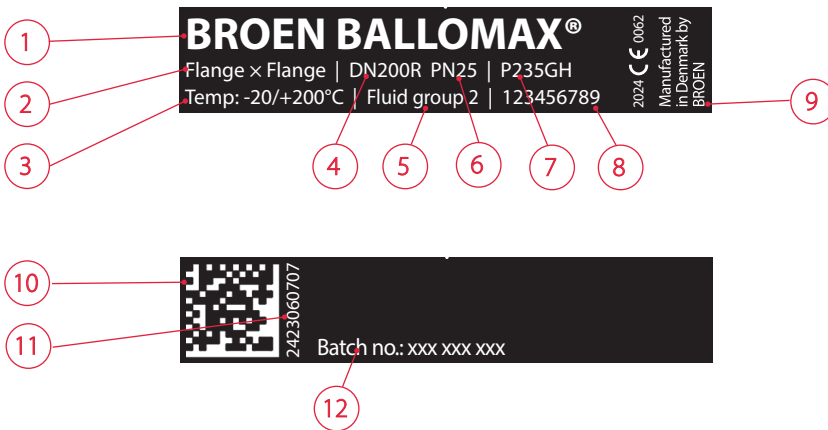 BROEN BALLOMAX®
Flange × Flange | DN200R PN25 | P235GH
Temp: -20/+200°C | Fluid group 2 | 123456789
2024 CE 0062
Manufactured
in Denmark by
BROEN
1
2
3
4
5
6
7
8
9
2423060707
Batch no.: xxx xxx xxx
10
11
12